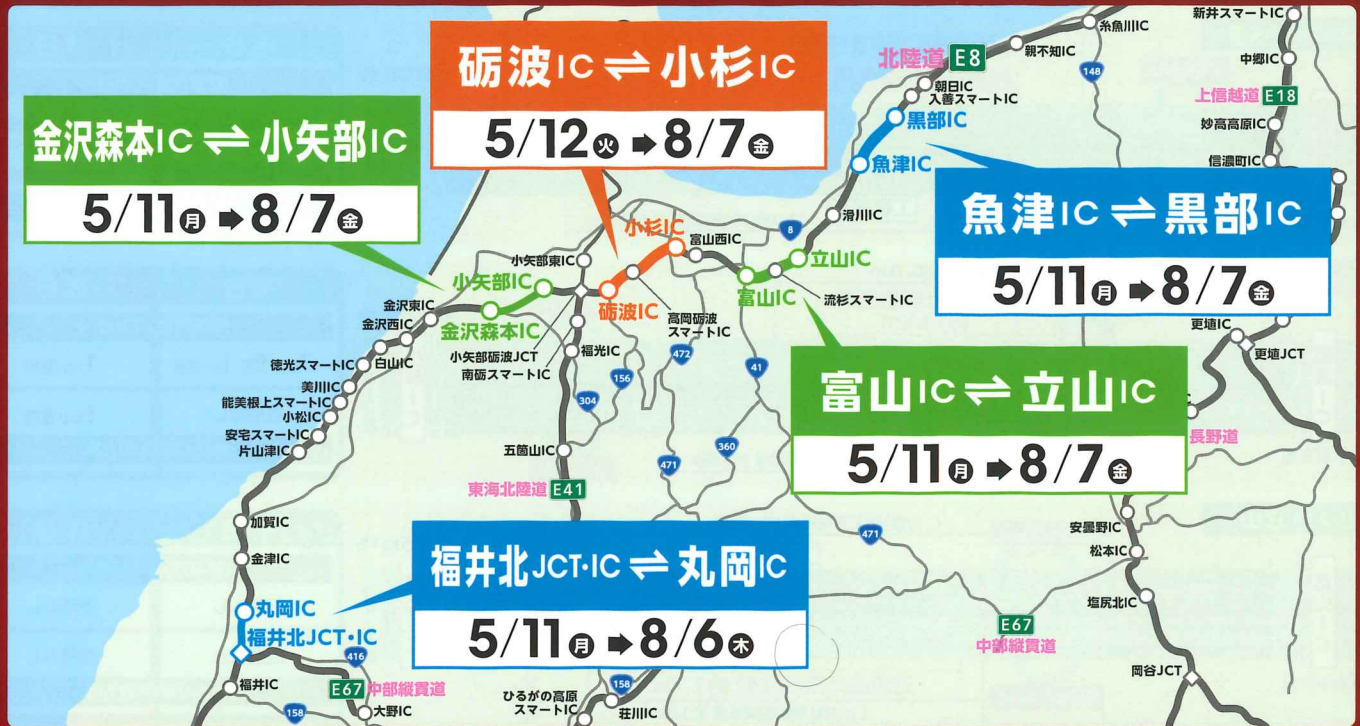 砺波IC ⇌ 小杉IC
5/12火 ➡ 8/7金
金沢森本IC ⇌ 小矢部IC
5/11月 ➡ 8/7金
魚津IC ⇌ 黒部IC
5/11月 ➡ 8/7金
富山IC ⇌ 立山IC
5/11月 ➡ 8/7金
福井北JCT・IC ⇌ 丸岡IC
5/11月 ➡ 8/6木
新井スマートIC
糸魚川IC
親不知IC
北陸道 E8
148
中郷IC
上信越道 E18
朝日IC
入善スマートIC
黒部IC
妙高高原IC
信濃町IC
魚津IC
滑川IC
8
小杉IC
富山西IC
立山IC
小矢部東IC
小矢部IC
富山IC
流杉スマートIC
砺波IC
金沢東IC
金沢森本IC
高岡砺波
スマートIC
金沢西IC
小矢部砺波JCT
福光IC
472
南砺スマートIC
白山IC
徳光スマートIC
156
41
更埴IC
更埴JCT
美川IC
304
能美根上スマートIC
小松IC
安宅スマートIC
片山津IC
長野道
360
五箇山IC
471
東海北陸道 E41
加賀IC
471
安曇野IC
松本IC
金津IC
塩尻北IC
丸岡IC
福井北JCT・IC
416
E67
中部縦貫道
岡谷JCT
福井IC
E67 中部縦貫道
大野IC
158
ひるがの高原
スマートIC
158
荘川IC